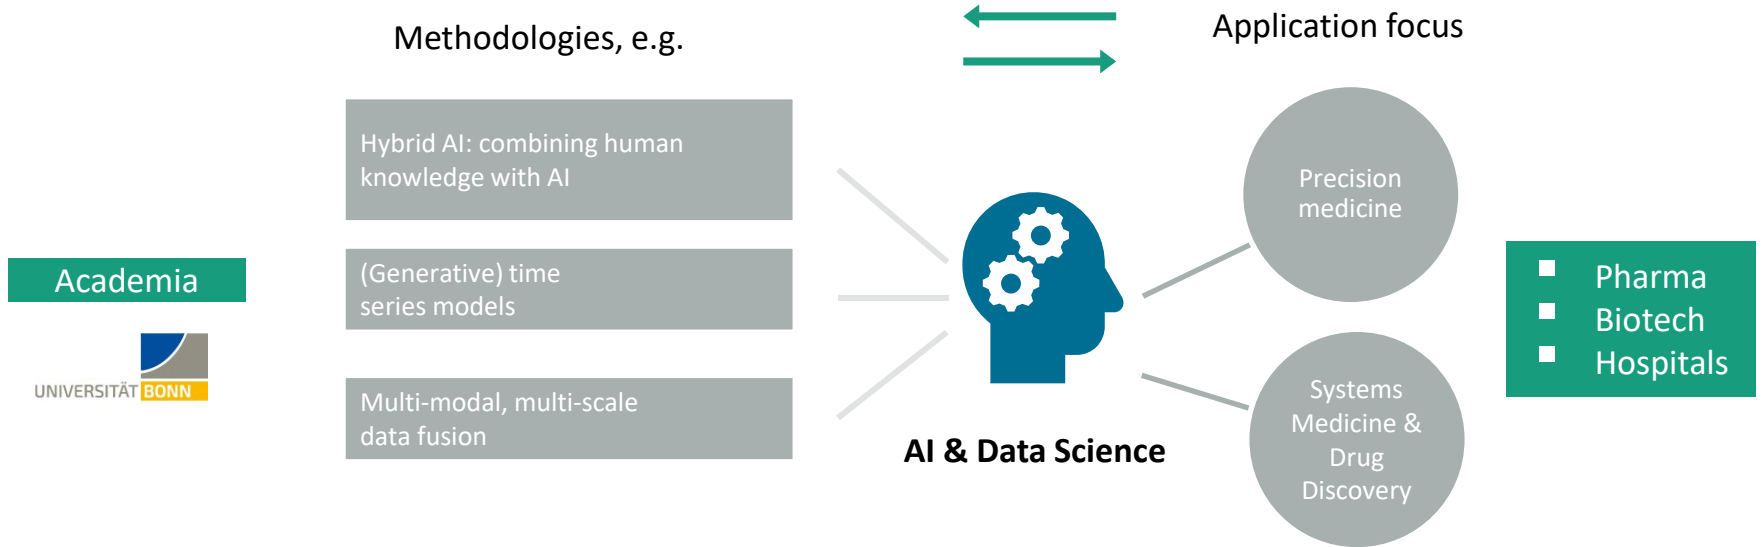 Methodologies, e.g.
Application focus
Academia
UNIVERSITÄT BONN
Hybrid AI: combining human
knowledge with AI
(Generative) time
series models
Multi-modal, multi-scale
data fusion
AI & Data Science
Precision
medicine
Systems
Medicine &
Drug
Discovery
Pharma
Biotech
Hospitals